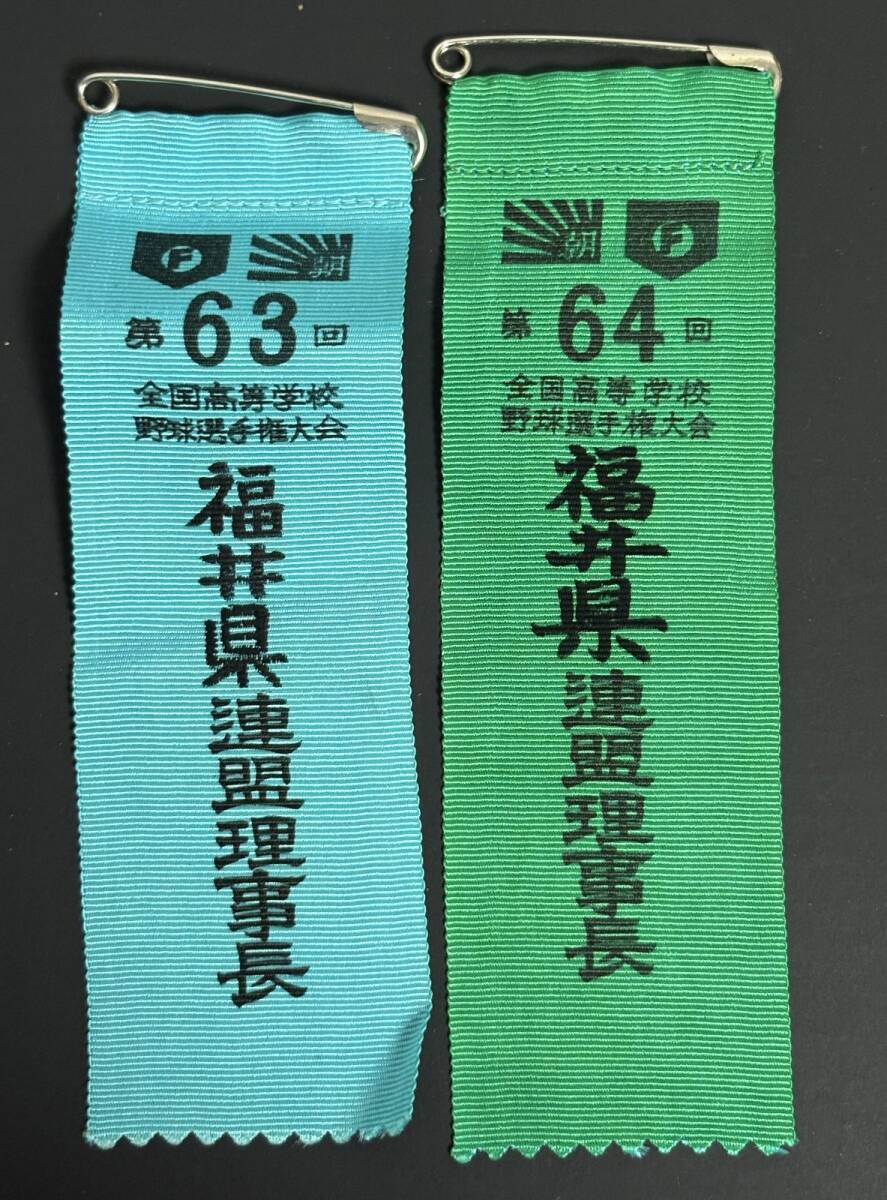 F 朝
第63回
全国高等学校
野球選手権大会
福井県連盟理事長
朝 F
第64回
全国高等学校
野球選手権大会
福井県連盟理事長